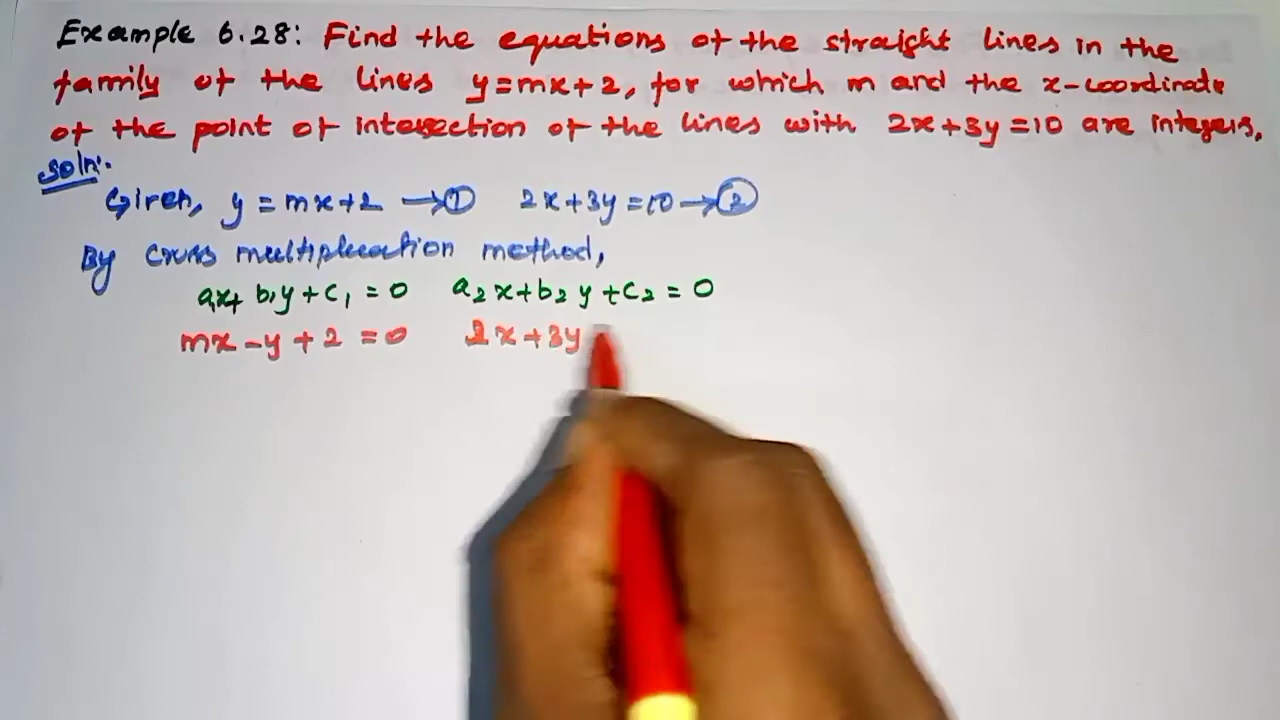 Example 6.28: Find the equations of the straight lines in the
family of the lines y=mx+2, for which m and the x-coordinate
of the point of intersection of the lines with 2x+3y=10 are integers.
Soln:
Given, y=mx+2 →① 2x+3y=10→②
By cross multiplication method,
a₁x+b₁y+c₁=0 a₂x+b₂y+c₂=0
mx-y+2=0 2x+3y